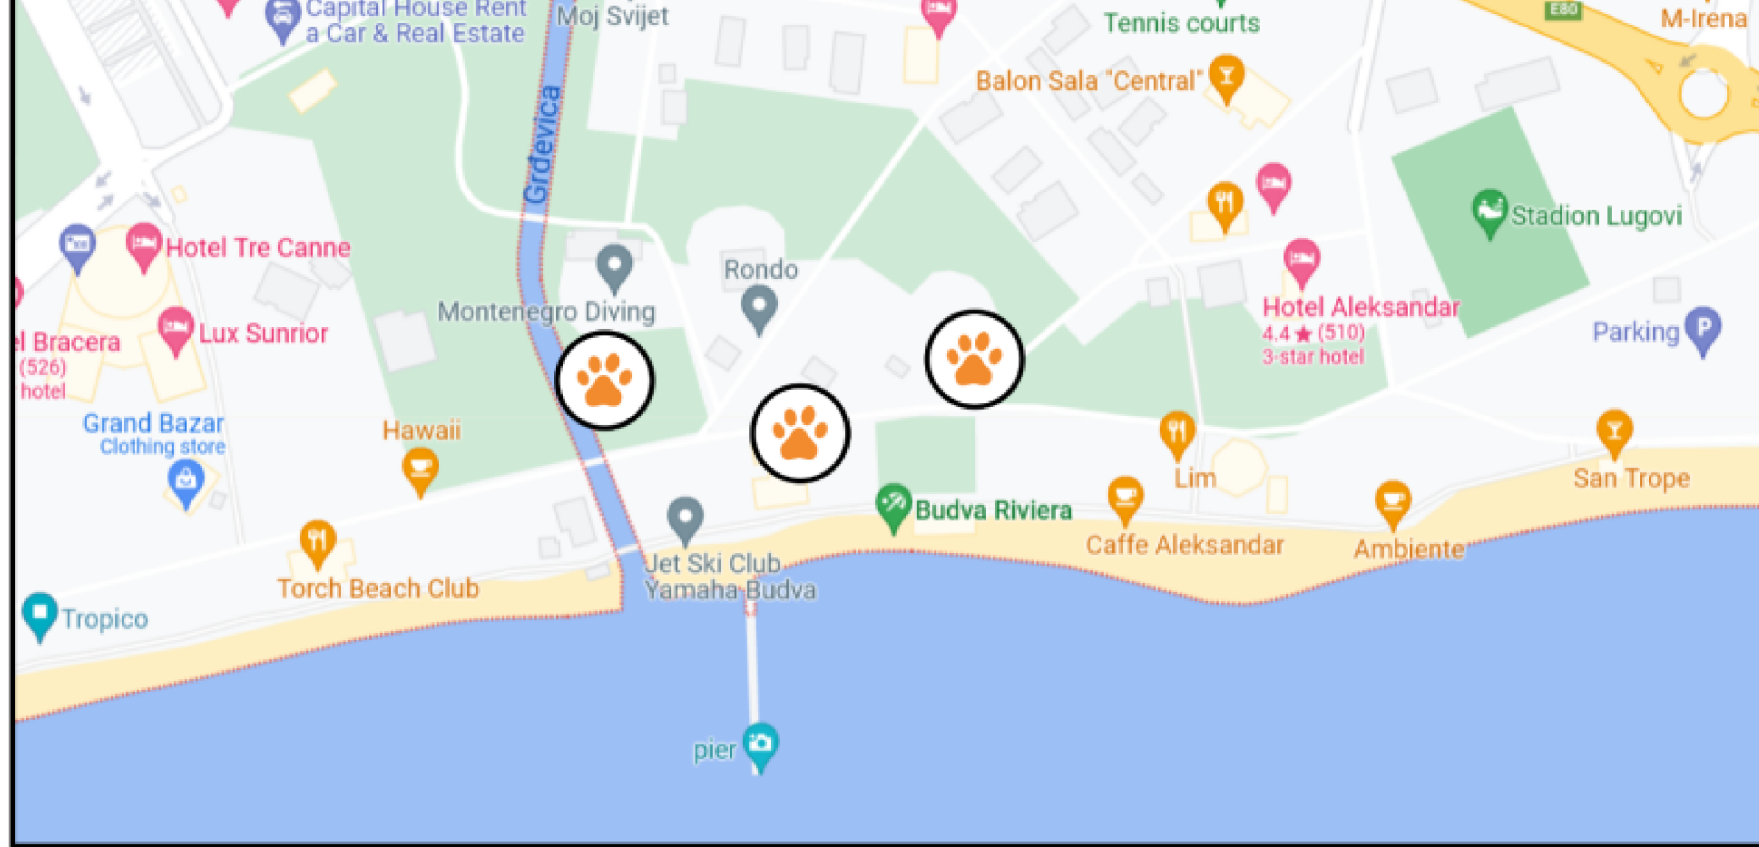 Capital House Rent
a Car & Real Estate
Moj Svijet
Tennis courts
E80
M-Irena
Balon Sala "Central"
Grđevica
Stadion Lugovi
Hotel Tre Canne
Rondo
Montenegro Diving
Hotel Aleksandar
4.4★ (510)
3-star hotel
Parking
P
Lux Sunrior
el Bracera
(526)
hotel
Grand Bazar
Clothing store
Hawaii
Lim
San Trope
Budva Riviera
Caffe Aleksandar
Ambiente
Jet Ski Club
Yamaha Budva
Torch Beach Club
Tropico
pier